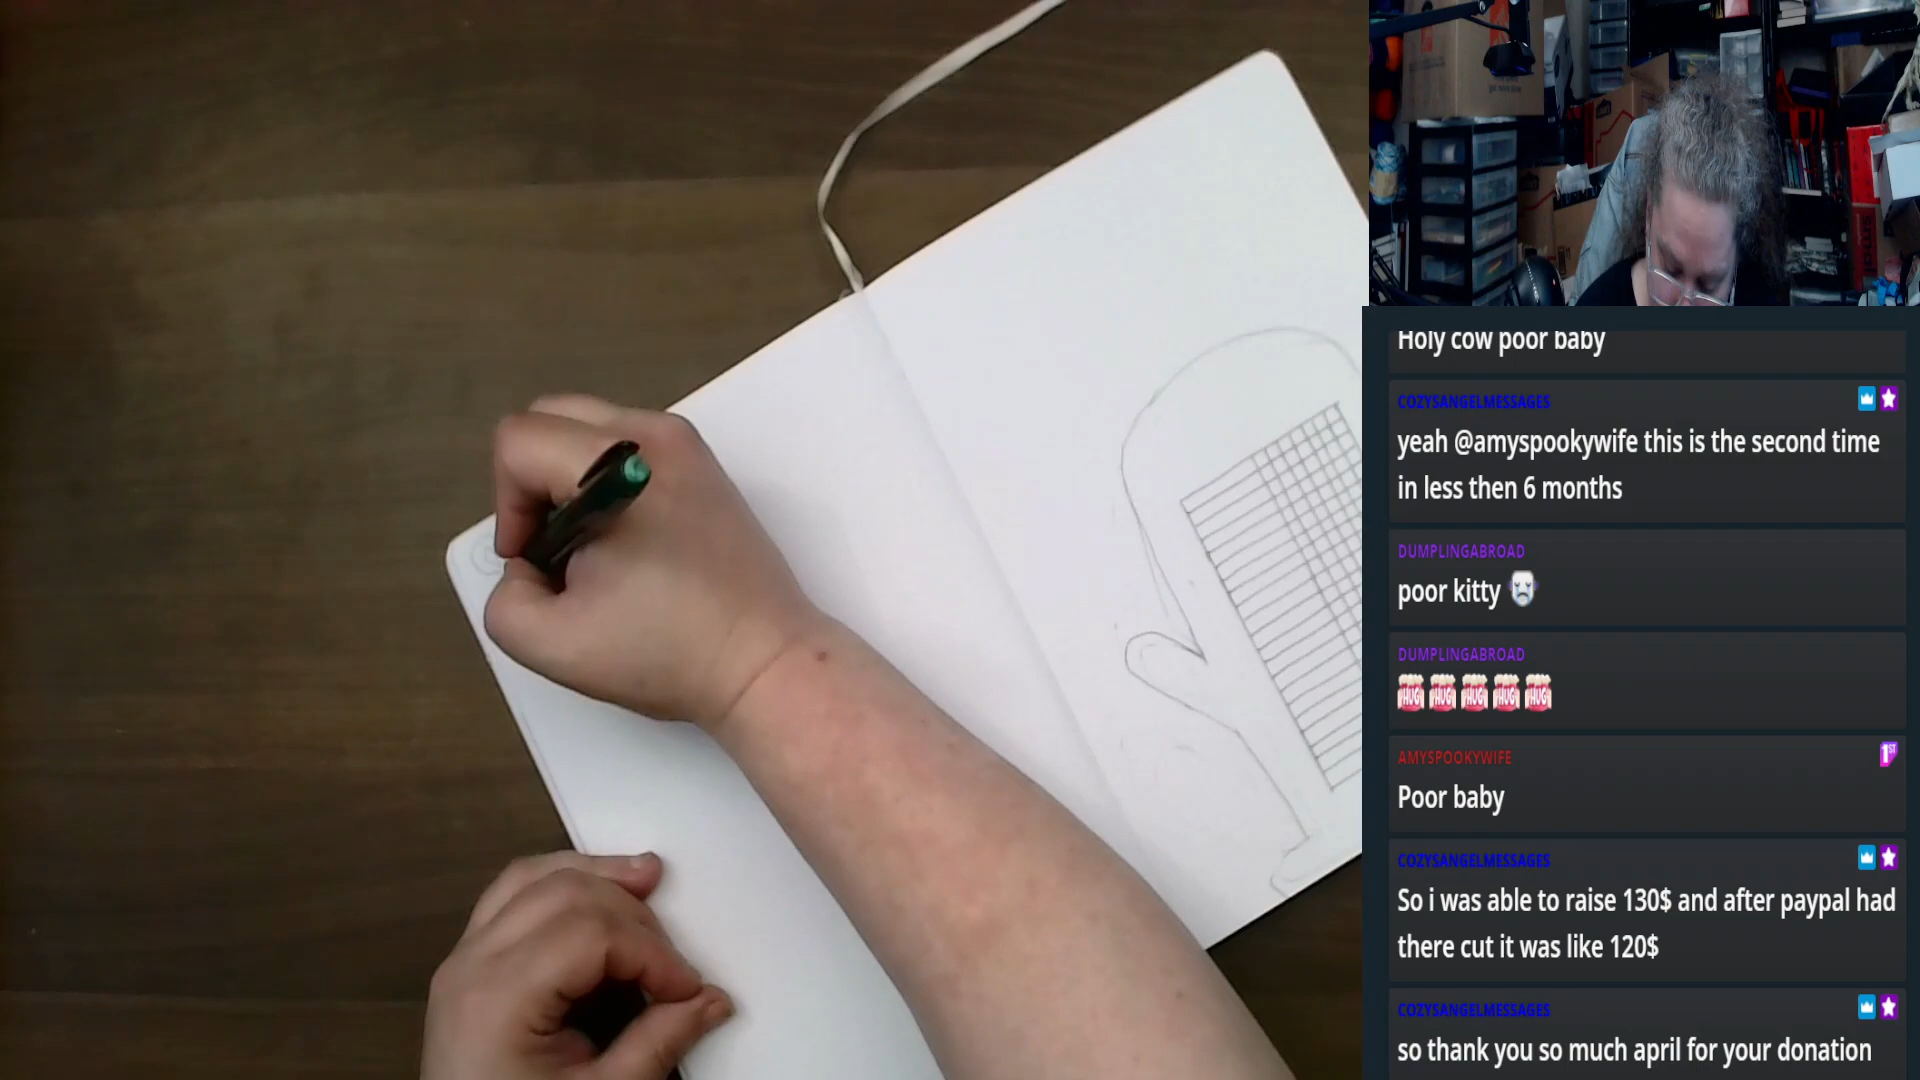 Holy cow poor baby
COZYSANGELMESSAGES
yeah @amyspookywife this is the second time
in less then 6 months
DUMPLINGABROAD
poor kitty
DUMPLINGABROAD
HUG HUG HUG HUG HUG
AMYSPOOKYWIFE
1ST
Poor baby
COZYSANGELMESSAGES
So i was able to raise 130$ and after paypal had
there cut it was like 120$
COZYSANGELMESSAGES
so thank you so much april for your donation